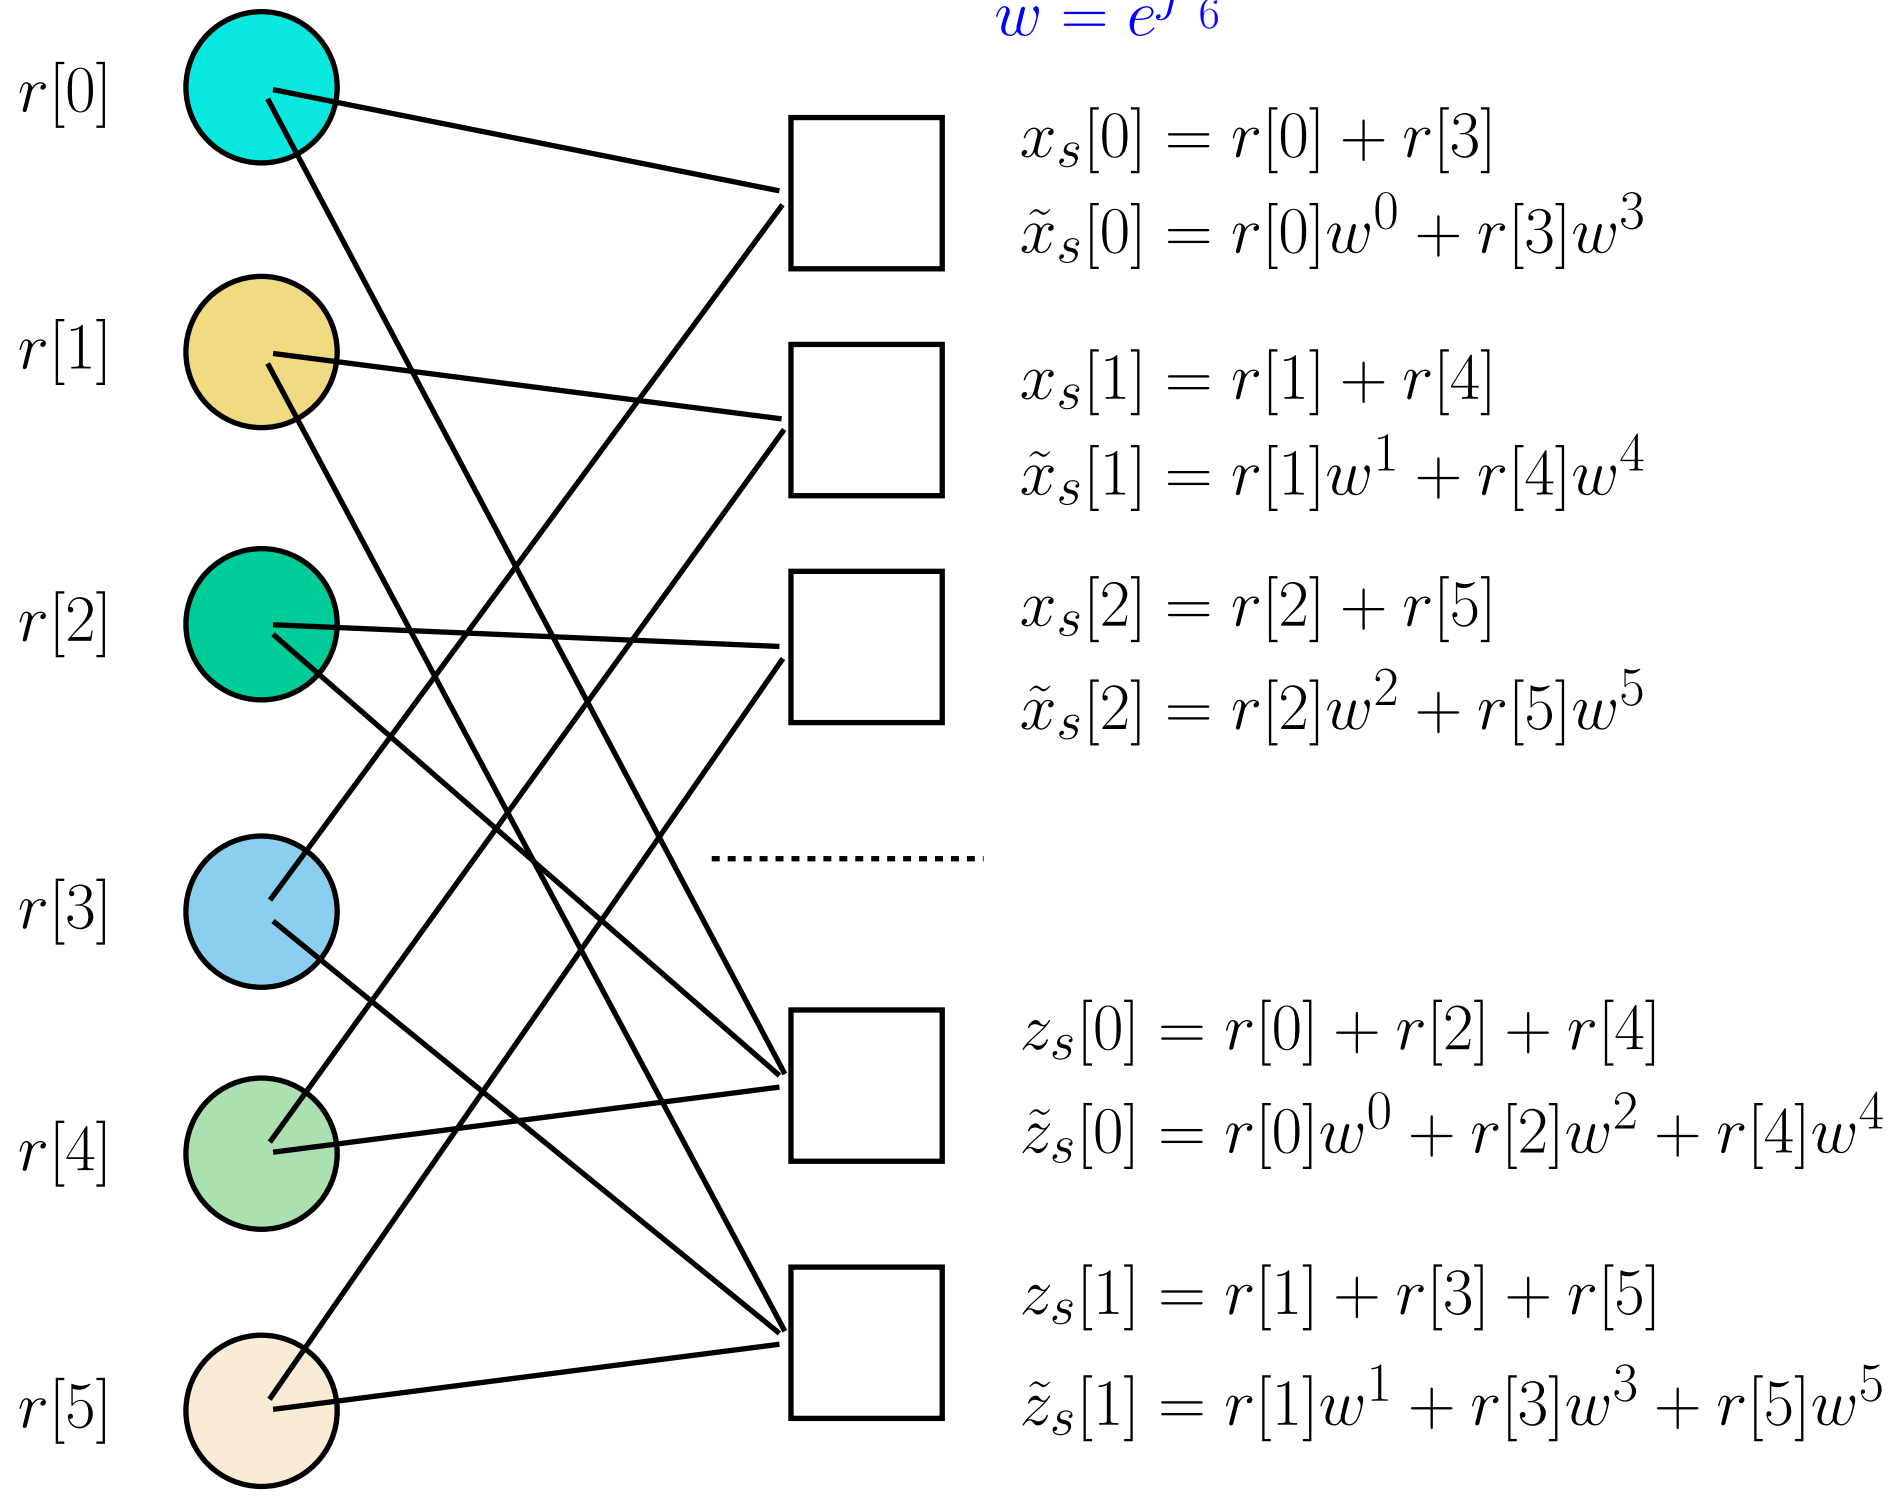 w = e^j 6
r[0]
x_s[0] = r[0] + r[3]
x̃_s[0] = r[0]w^0 + r[3]w^3
r[1]
x_s[1] = r[1] + r[4]
x̃_s[1] = r[1]w^1 + r[4]w^4
r[2]
x_s[2] = r[2] + r[5]
x̃_s[2] = r[2]w^2 + r[5]w^5
r[3]
z_s[0] = r[0] + r[2] + r[4]
z̃_s[0] = r[0]w^0 + r[2]w^2 + r[4]w^4
r[4]
z_s[1] = r[1] + r[3] + r[5]
z̃_s[1] = r[1]w^1 + r[3]w^3 + r[5]w^5
r[5]